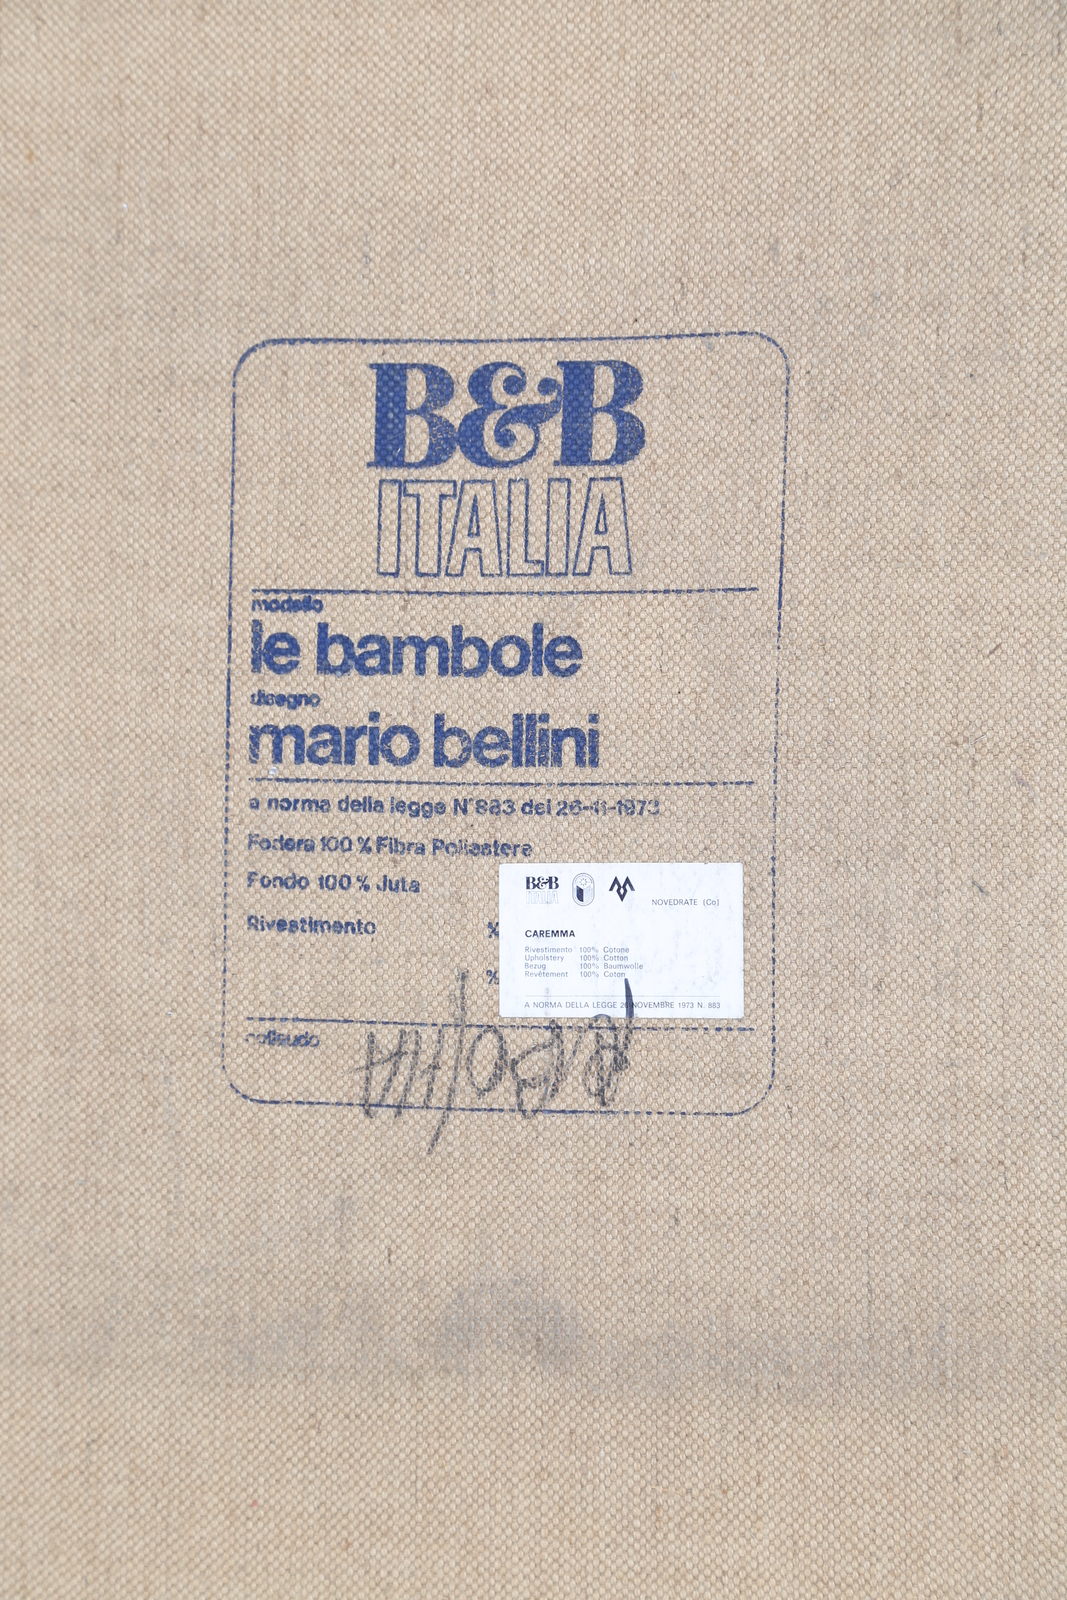 B&B
ITALIA
modello
le bambole
disegno
mario bellini
a norma della legge N°883 del 26-11-1973
Fodera 100 % Fibra Poliestere
Fondo 100 % Juta
Rivestimento %
%
collaudo
B&B
ITALIA
NOVEDRATE (Co)
CAREMMA
Rivestimento 100% Cotone
Upholstery 100% Cotton
Bezug 100% Baumwolle
Revêtement 100% Coton
A NORMA DELLA LEGGE 26 NOVEMBRE 1973 N. 883